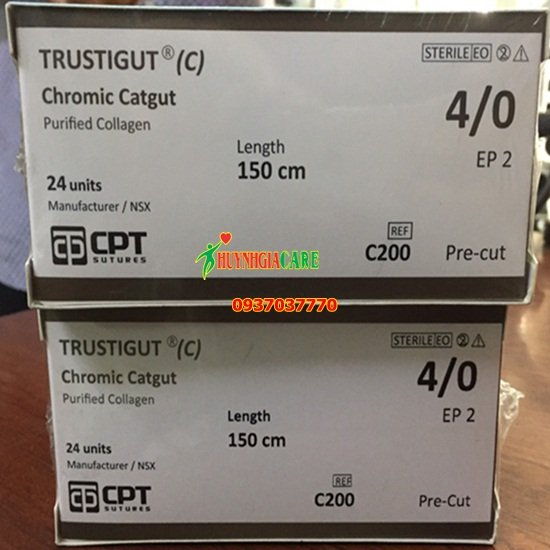 TRUSTIGUT ® (C)
STERILE EO 2
Chromic Catgut
Purified Collagen
4/0
EP 2
Length
150 cm
24 units
Manufacturer / NSX
CPT
SUTURES
REF
C200
Pre-cut
HUYNHGIACARE
0937037770
TRUSTIGUT ® (C)
STERILE EO 2
Chromic Catgut
Purified Collagen
4/0
EP 2
Length
150 cm
24 units
Manufacturer / NSX
CPT
SUTURES
REF
C200
Pre-Cut